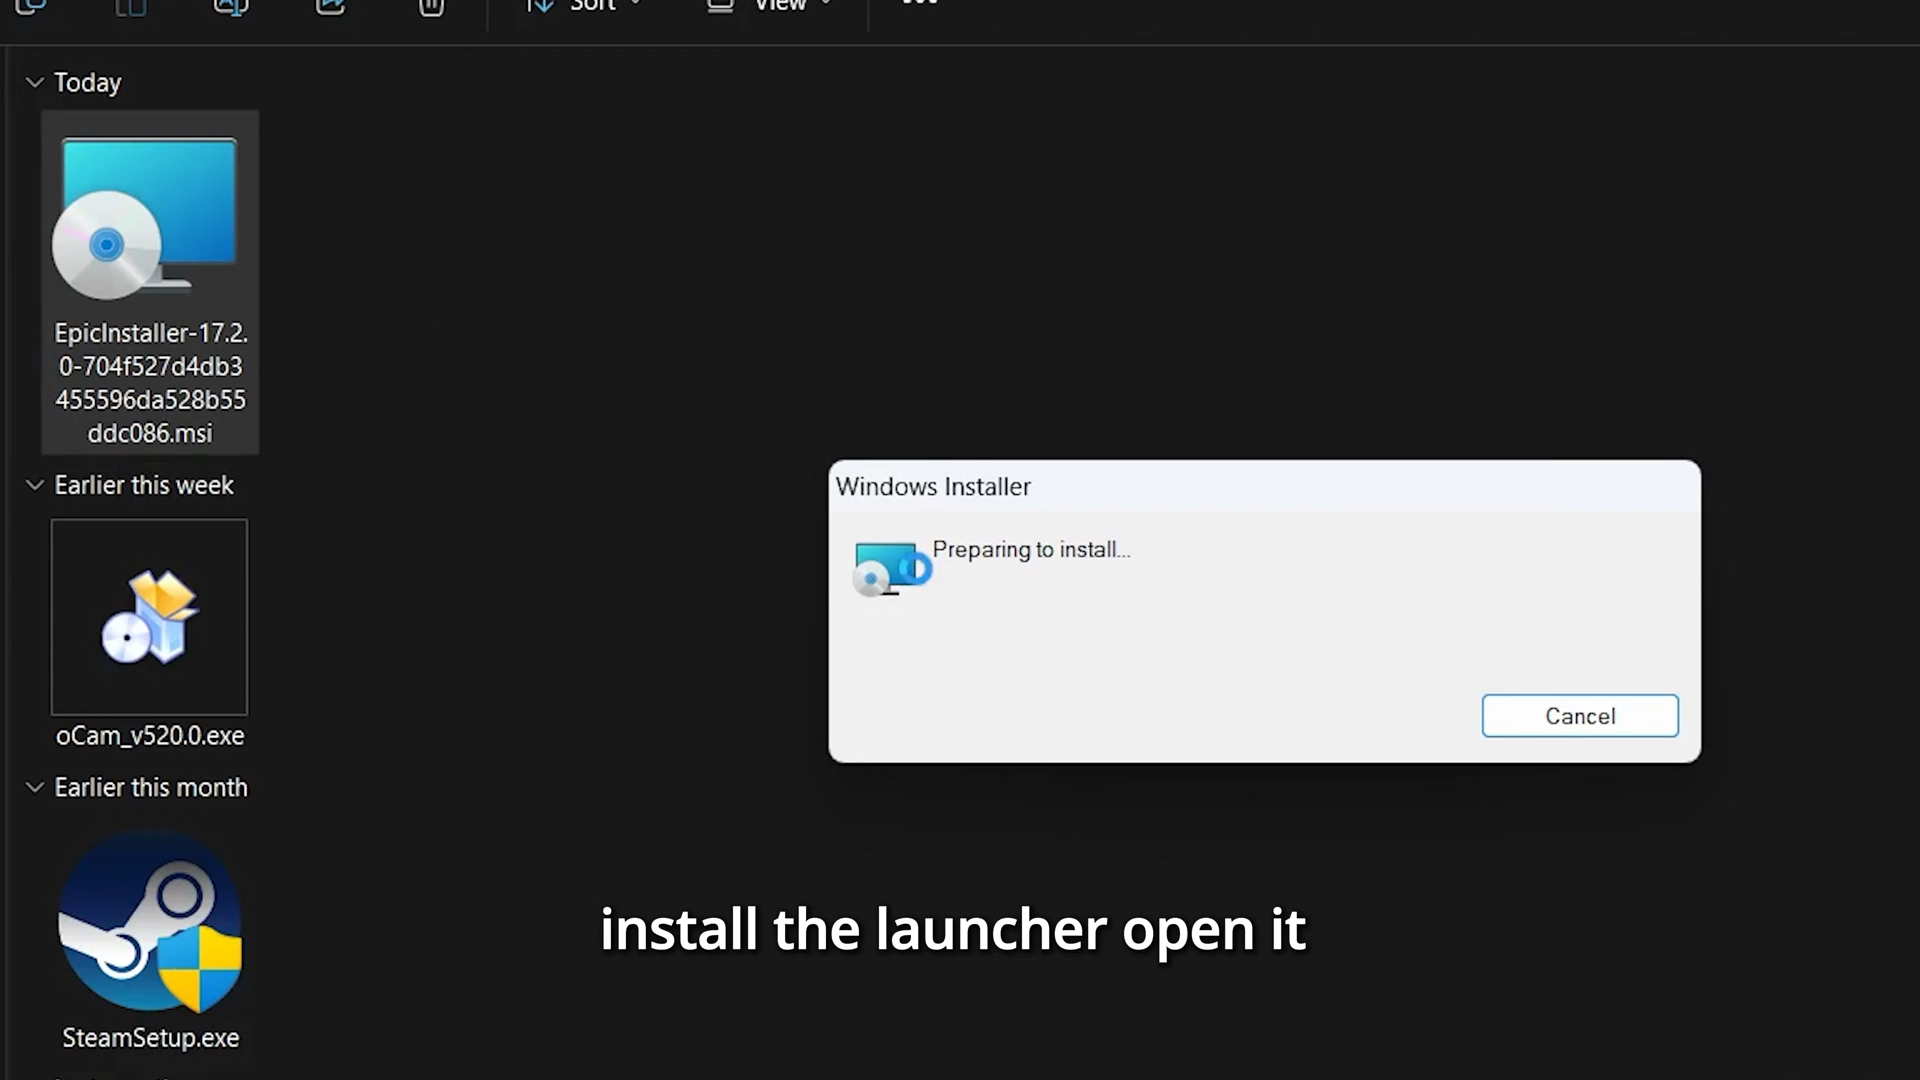 Sort
View
Today
EpicInstaller-17.2.
0-704f527d4db3
455596da528b55
ddc086.msi
Earlier this week
oCam_v520.0.exe
Earlier this month
SteamSetup.exe
Windows Installer
Preparing to install...
Cancel
install the launcher open it